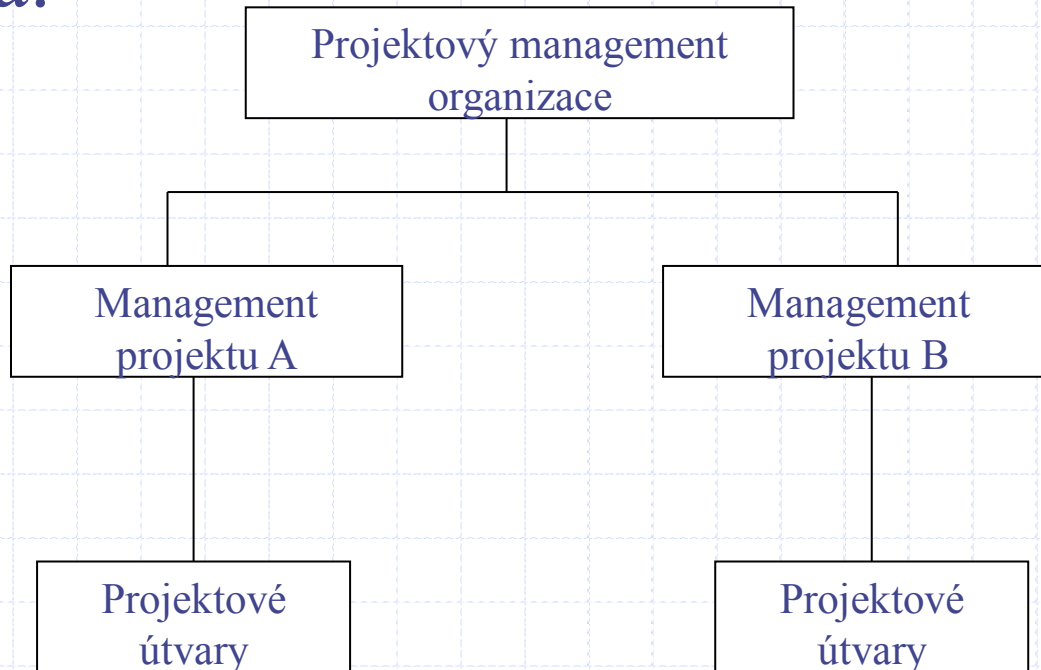 Projektový management
organizace
Management
projektu A
Management
projektu B
Projektové
útvary
Projektové
útvary